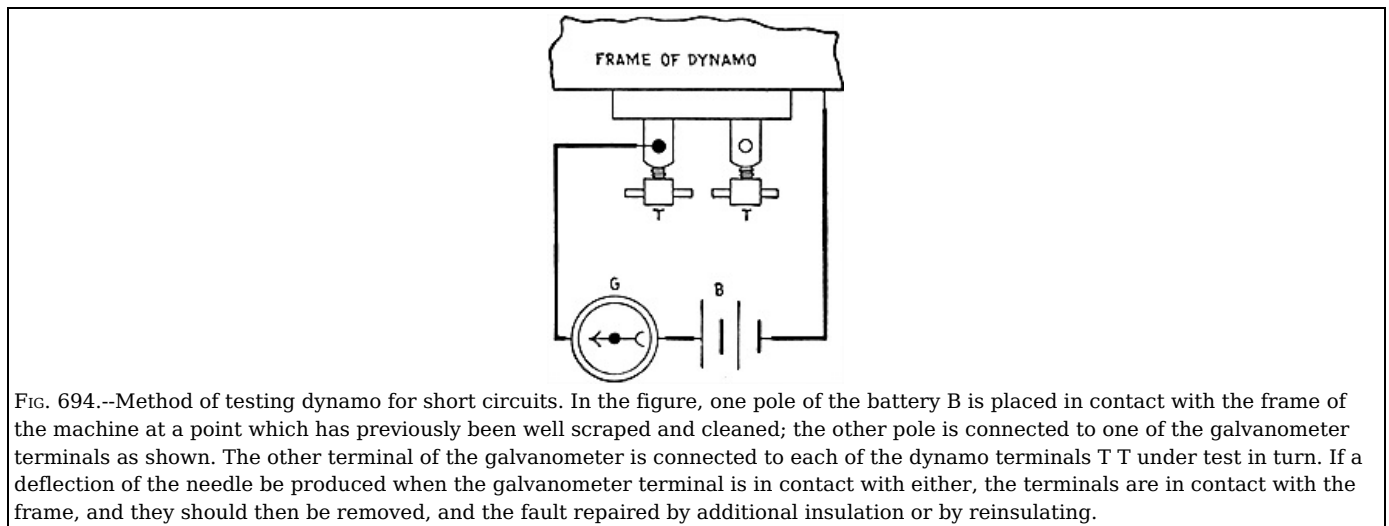 FRAME OF DYNAMO
T T
G B
FIG. 694.--Method of testing dynamo for short circuits. In the figure, one pole of the battery B is placed in contact with the frame of
the machine at a point which has previously been well scraped and cleaned; the other pole is connected to one of the galvanometer
terminals as shown. The other terminal of the galvanometer is connected to each of the dynamo terminals T T under test in turn. If a
deflection of the needle be produced when the galvanometer terminal is in contact with either, the terminals are in contact with the
frame, and they should then be removed, and the fault repaired by additional insulation or by reinsulating.